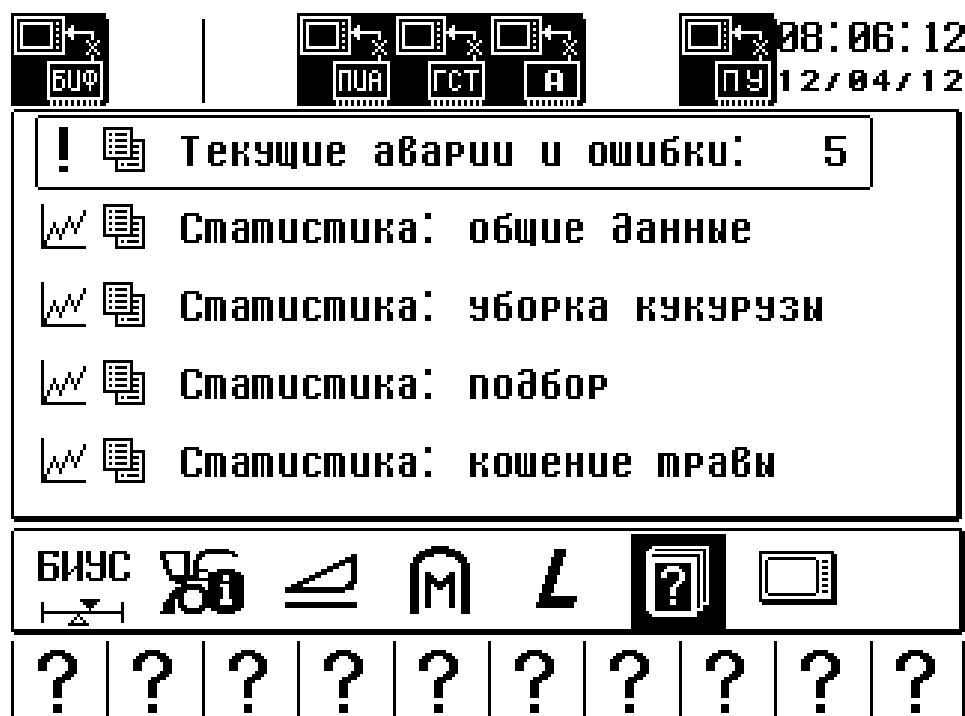 БИФ ПИА ГСТ А ПУ 08:06:12
12/04/12
! Текущие аварии и ошибки: 5
Статистика: общие данные
Статистика: уборка кукурузы
Статистика: подбор
Статистика: кошение травы
БИУС i M L ?
? ? ? ? ? ? ? ? ? ?